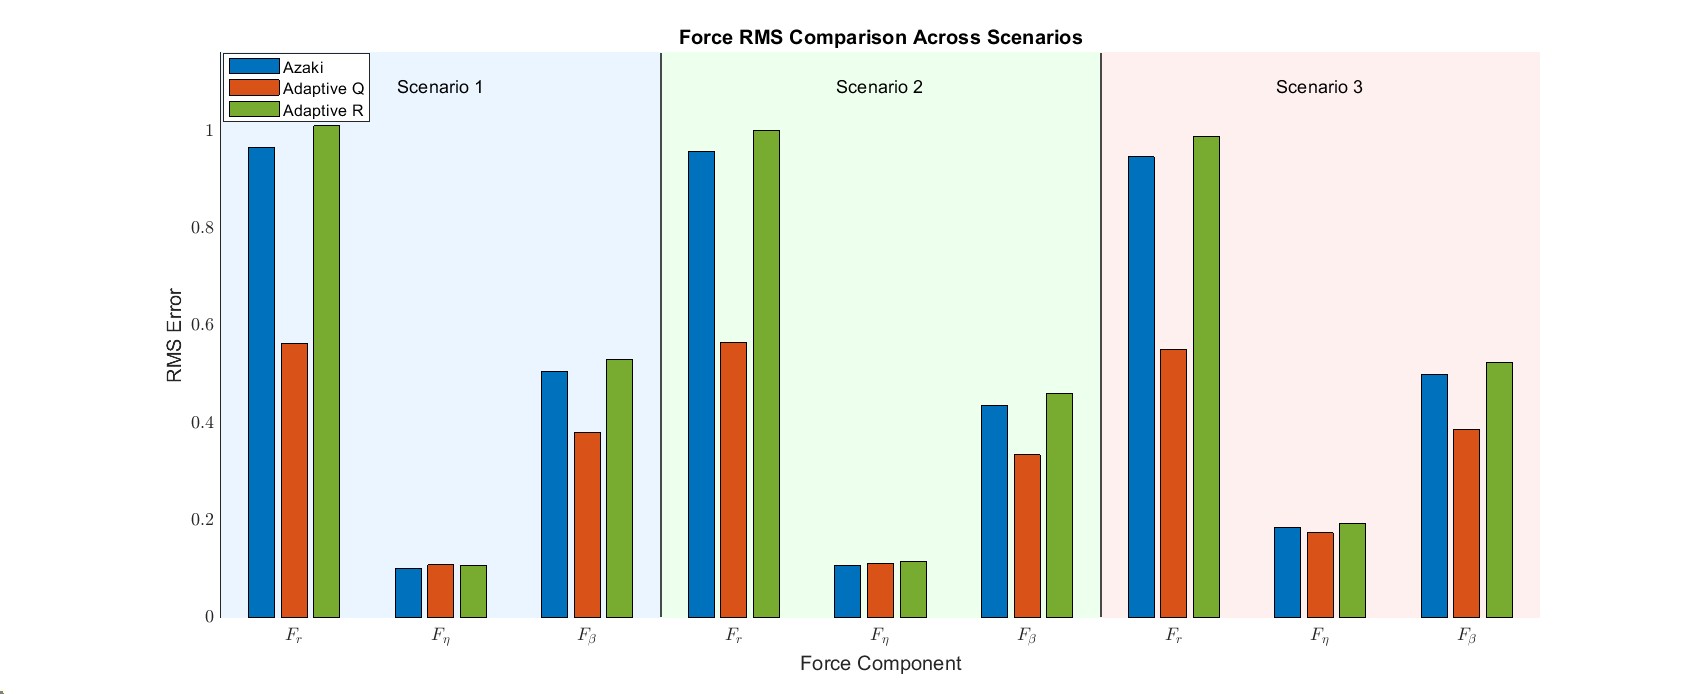 Force RMS Comparison Across Scenarios
Azaki
Adaptive Q
Adaptive R
Scenario 1
Scenario 2
Scenario 3
RMS Error
1
0.8
0.6
0.4
0.2
0
F_r
F_η
F_β
F_r
F_η
F_β
F_r
F_η
F_β
Force Component